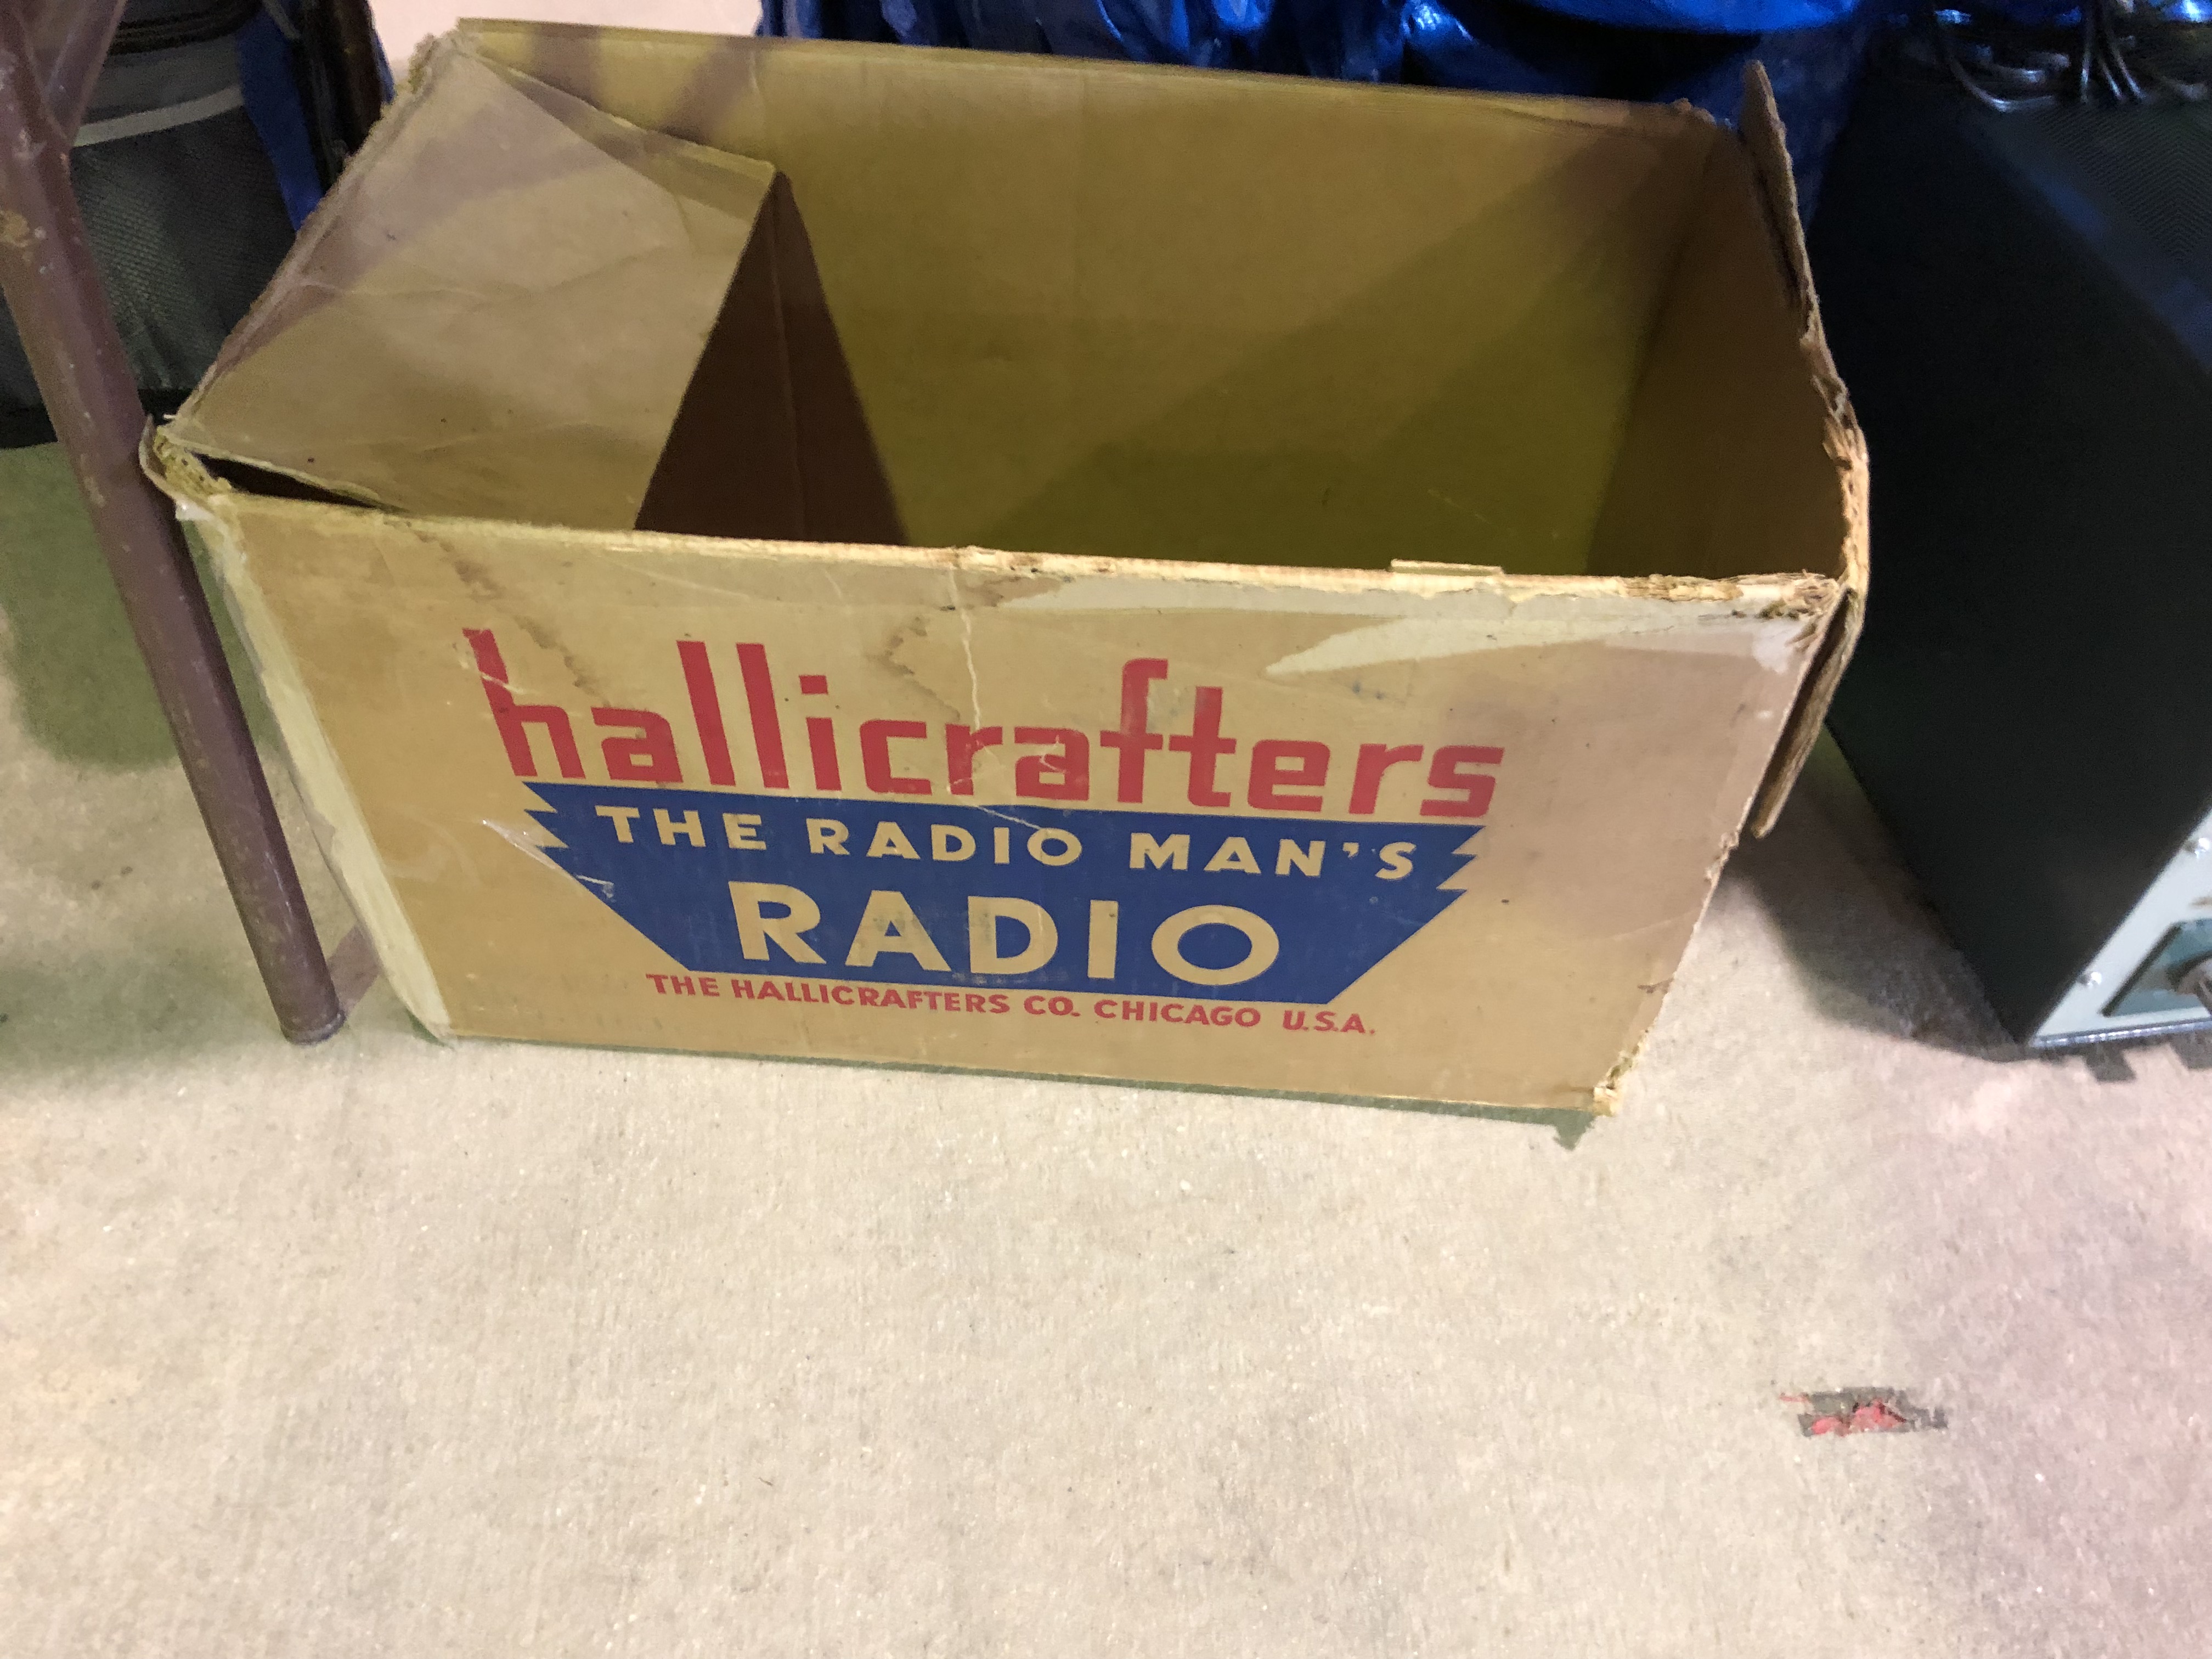 hallicrafters
THE RADIO MAN'S
RADIO
THE HALLICRAFTERS CO. CHICAGO U.S.A.